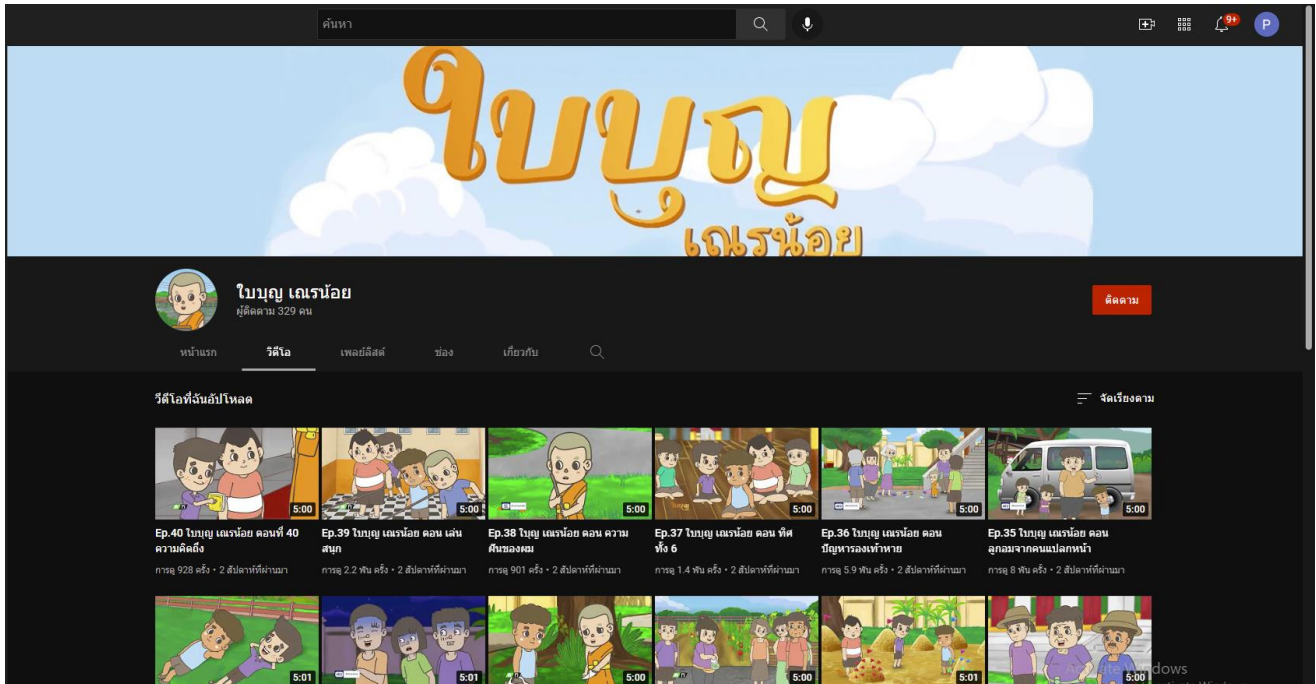 ค้นหา
9+
P
ใบบุญ
เณรน้อย
ใบบุญ เณรน้อย
ผู้ติดตาม 329 คน
ติดตาม
หน้าแรก วิดีโอ เพลย์ลิสต์ ช่อง เกี่ยวกับ
วิดีโอที่ฉันอัปโหลด
จัดเรียงตาม
5:00 5:00 5:00 5:00 5:00 5:00
Ep.40 ใบบุญ เณรน้อย ตอนที่ 40
ความคิดถึง
การดู 928 ครั้ง • 2 สัปดาห์ที่ผ่านมา
Ep.39 ใบบุญ เณรน้อย ตอน เล่น
สนุก
การดู 2.2 พัน ครั้ง • 2 สัปดาห์ที่ผ่านมา
Ep.38 ใบบุญ เณรน้อย ตอน ความ
ฝันของผม
การดู 901 ครั้ง • 2 สัปดาห์ที่ผ่านมา
Ep.37 ใบบุญ เณรน้อย ตอน ทิศ
ทั้ง 6
การดู 1.4 พัน ครั้ง • 2 สัปดาห์ที่ผ่านมา
Ep.36 ใบบุญ เณรน้อย ตอน
ปัญหารองเท้าหาย
การดู 5.9 พัน ครั้ง • 2 สัปดาห์ที่ผ่านมา
Ep.35 ใบบุญ เณรน้อย ตอน
ลูกอมจากคนแปลกหน้า
การดู 8 พัน ครั้ง • 2 สัปดาห์ที่ผ่านมา
5:01 5:01 5:00 5:00 5:01 5:00